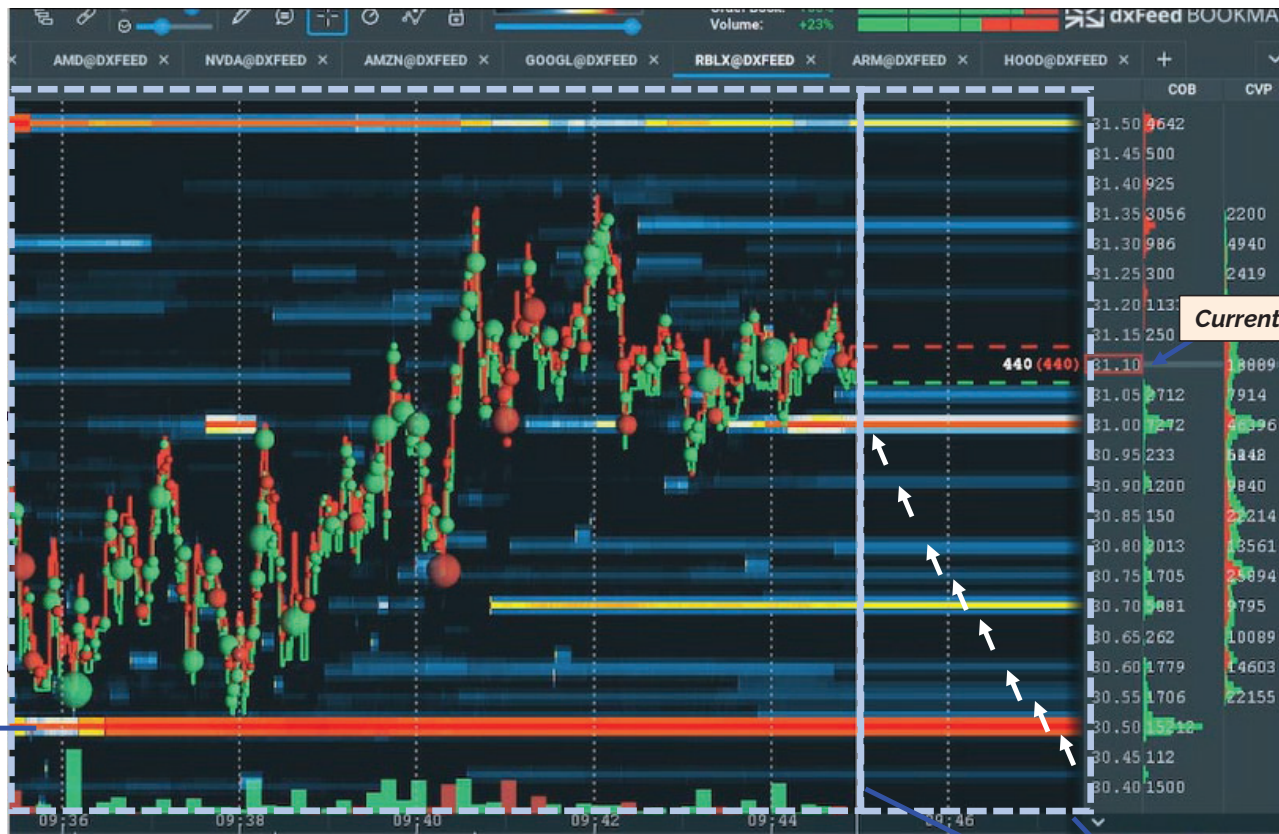 Volume: +23%
dxFeed BOOKMA
AMD@DXFEED × NVDA@DXFEED × AMZN@DXFEED × GOOGL@DXFEED × RBLX@DXFEED × ARM@DXFEED × HOOD@DXFEED × +
COB CVP
31.50 4642
31.45 500
31.40 925
31.35 3056 2200
31.30 986 4940
31.25 300 2419
31.20
Current
31.15 250
440 (440) 31.10
31.05 7914
31.00 7272
30.95 233
30.90 1200 9840
30.85 150 22214
30.80 13561
30.75 1705
30.70 9795
30.65 262 10089
30.60 1779 14603
30.55 1706 22155
30.50
30.45 112
30.40 1500
09:36 09:38 09:40 09:42 09:44 09:46